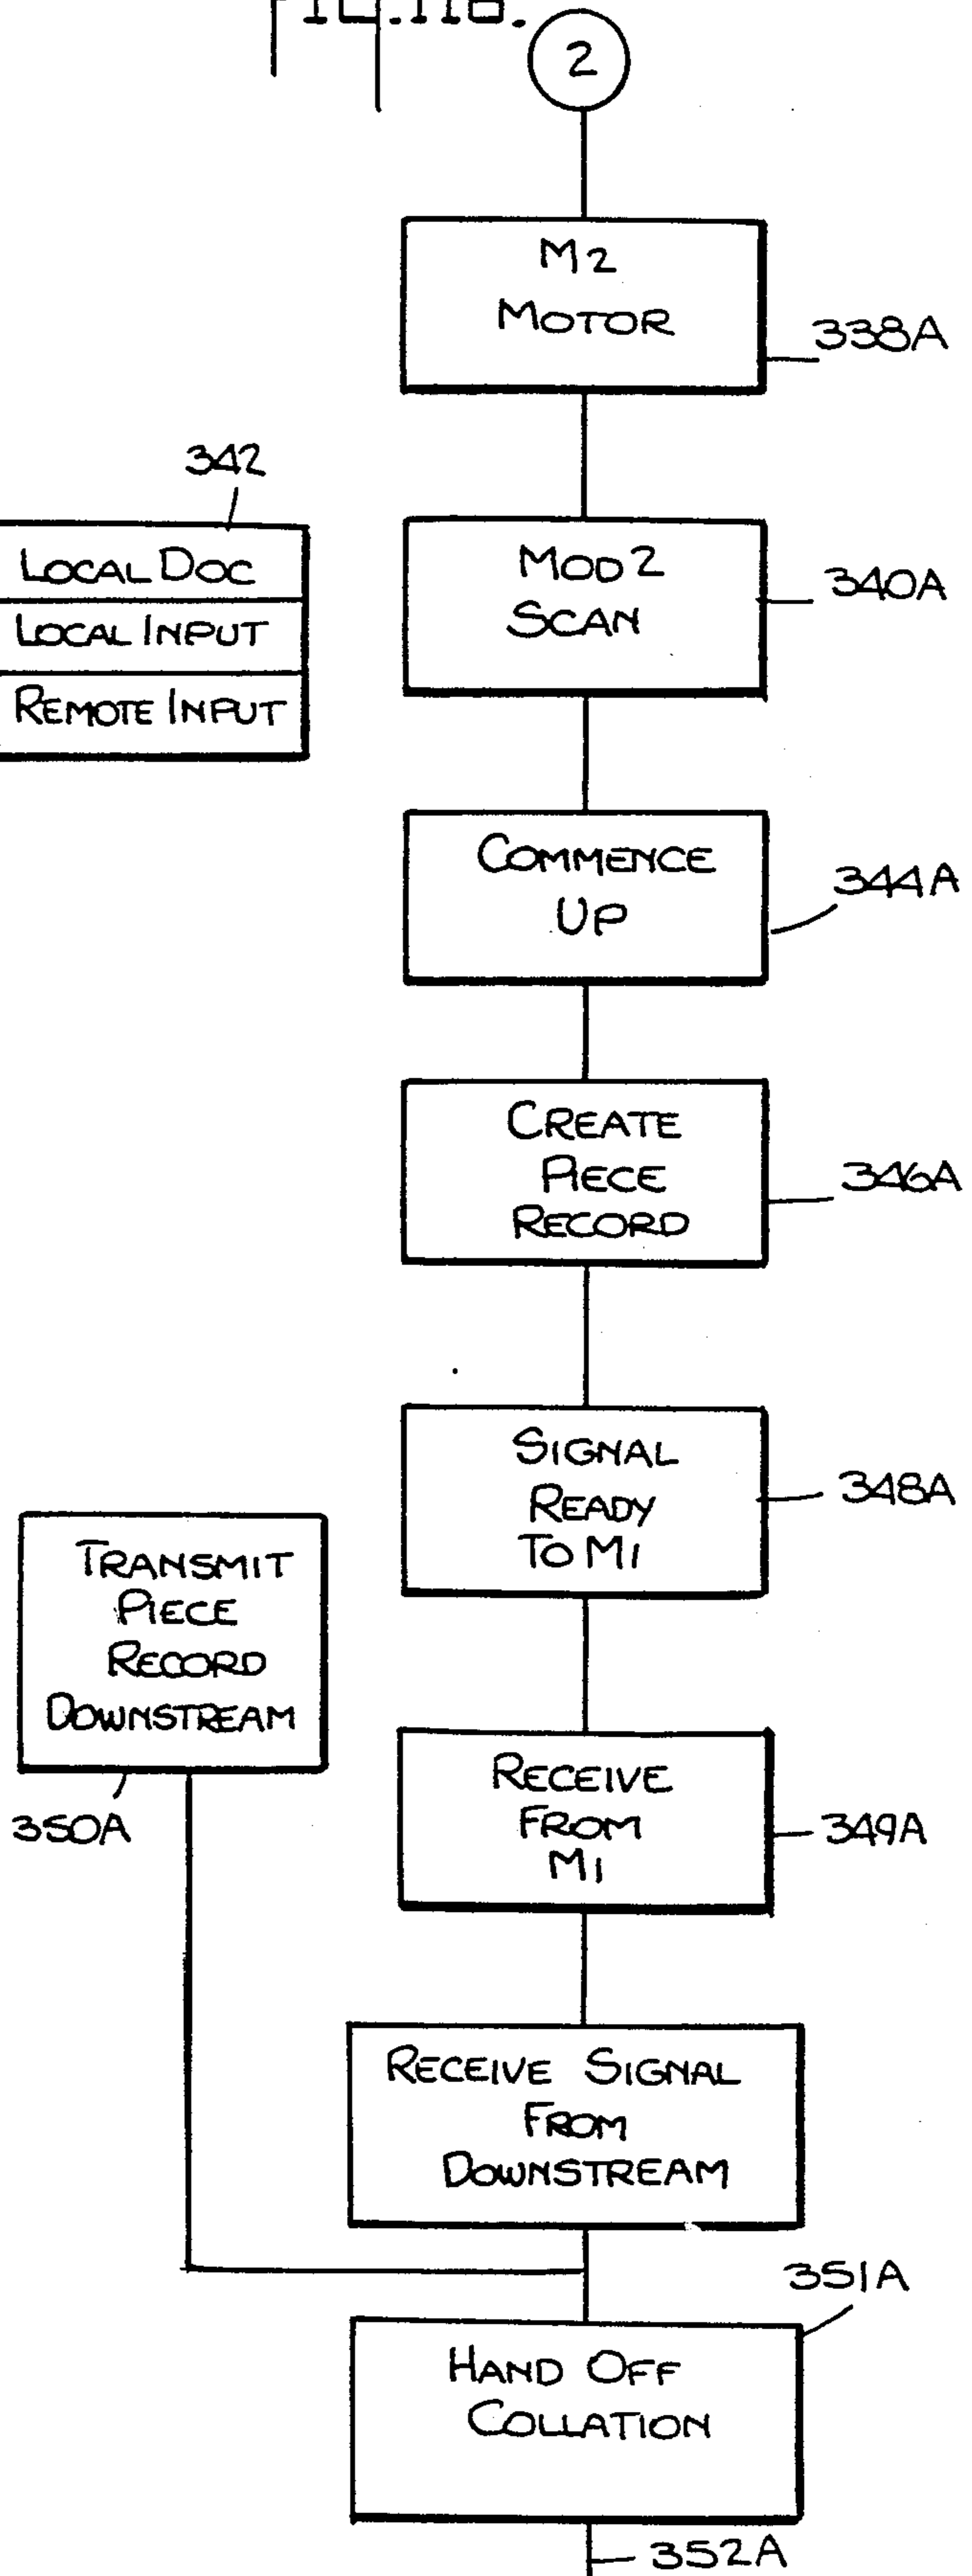 FIG.11B.
2
M2
MOTOR
338A
342
LOCAL DOC
LOCAL INPUT
REMOTE INPUT
MOD 2
SCAN
340A
COMMENCE
UP
344A
CREATE
PIECE
RECORD
346A
SIGNAL
READY
TO M1
348A
TRANSMIT
PIECE
RECORD
DOWNSTREAM
350A
RECEIVE
FROM
M1
349A
RECEIVE SIGNAL
FROM
DOWNSTREAM
351A
HAND OFF
COLLATION
352A